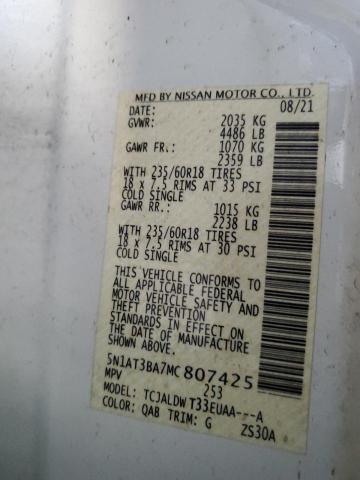 MFD BY NISSAN MOTOR CO., LTD.
DATE: 08/21
GVWR: 2035 KG
4486 LB
GAWR FR.: 1070 KG
2359 LB
WITH 235/60R18 TIRES
18 x 7.5 RIMS AT 33 PSI
COLD SINGLE
GAWR RR.: 1015 KG
2238 LB
WITH 235/60R18 TIRES
18 x 7.5 RIMS AT 30 PSI
COLD SINGLE
THIS VEHICLE CONFORMS TO
ALL APPLICABLE FEDERAL
MOTOR VEHICLE SAFETY AND
THEFT PREVENTION
STANDARDS IN EFFECT ON
THE DATE OF MANUFACTURE
SHOWN ABOVE.
5N1AT3BA7MC807425
MPV 253
MODEL: TCJALDWT33EUAA---A
COLOR: QAB TRIM: G ZS30A